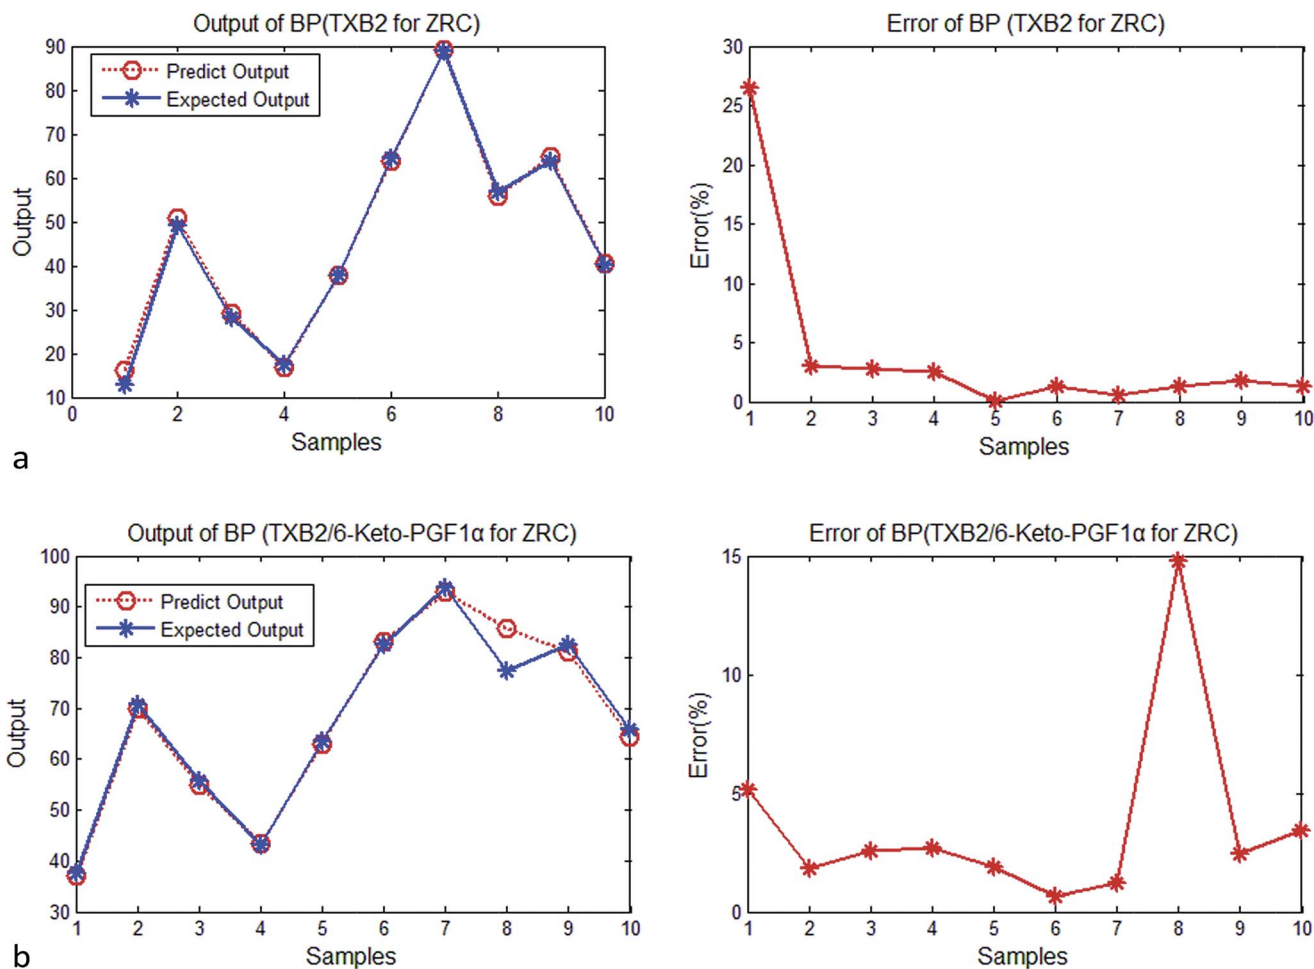 Output of BP(TXB2 for ZRC)
90
80
70
60
50
40
30
20
10
Output
Predict Output
Expected Output
0 2 4 6 8 10
Samples
Error of BP (TXB2 for ZRC)
30
25
20
15
10
5
0
Error(%)
1 2 3 4 5 6 7 8 9 10
Samples
a
Output of BP (TXB2/6-Keto-PGF1α for ZRC)
100
90
80
70
60
50
40
30
Output
Predict Output
Expected Output
1 2 3 4 5 6 7 8 9 10
Samples
Error of BP(TXB2/6-Keto-PGF1α for ZRC)
15
10
5
0
Error(%)
1 2 3 4 5 6 7 8 9 10
Samples
b